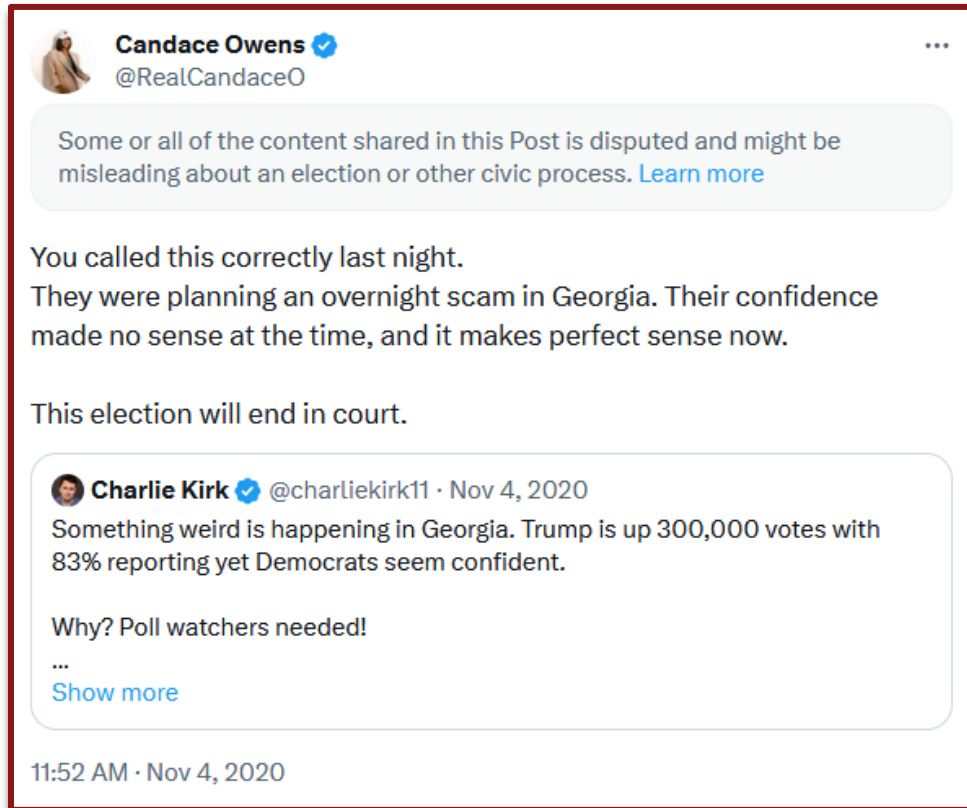 Candace Owens
@RealCandaceO
Some or all of the content shared in this Post is disputed and might be
misleading about an election or other civic process. Learn more
You called this correctly last night.
They were planning an overnight scam in Georgia. Their confidence
made no sense at the time, and it makes perfect sense now.
This election will end in court.
Charlie Kirk @charliekirk11 · Nov 4, 2020
Something weird is happening in Georgia. Trump is up 300,000 votes with
83% reporting yet Democrats seem confident.
Why? Poll watchers needed!
...
Show more
11:52 AM · Nov 4, 2020